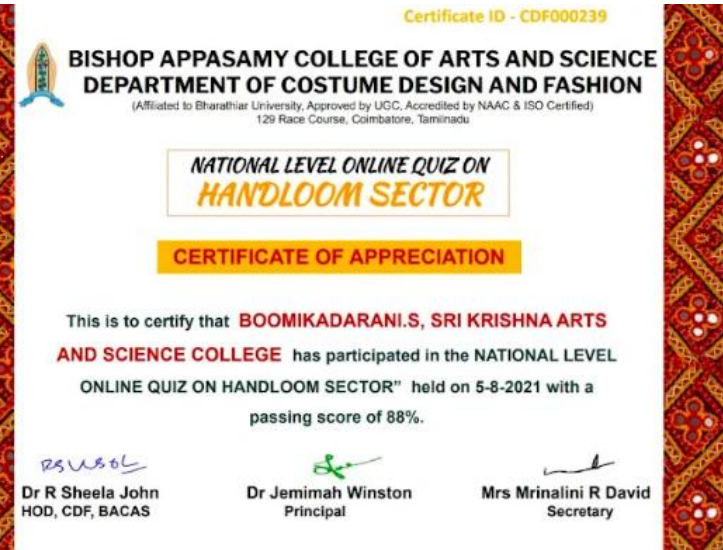 Certificate ID - CDF000239
BISHOP APPASAMY COLLEGE OF ARTS AND SCIENCE
DEPARTMENT OF COSTUME DESIGN AND FASHION
(Affiliated to Bharathiar University, Approved by UGC, Accredited by NAAC & ISO Certified)
129 Race Course, Coimbatore, Tamilnadu
NATIONAL LEVEL ONLINE QUIZ ON
HANDLOOM SECTOR
CERTIFICATE OF APPRECIATION
This is to certify that BOOMIKADARANI.S, SRI KRISHNA ARTS
AND SCIENCE COLLEGE has participated in the NATIONAL LEVEL
ONLINE QUIZ ON HANDLOOM SECTOR” held on 5-8-2021 with a
passing score of 88%.
Dr R Sheela John Dr Jemimah Winston Mrs Mrinalini R David
HOD, CDF, BACAS Principal Secretary